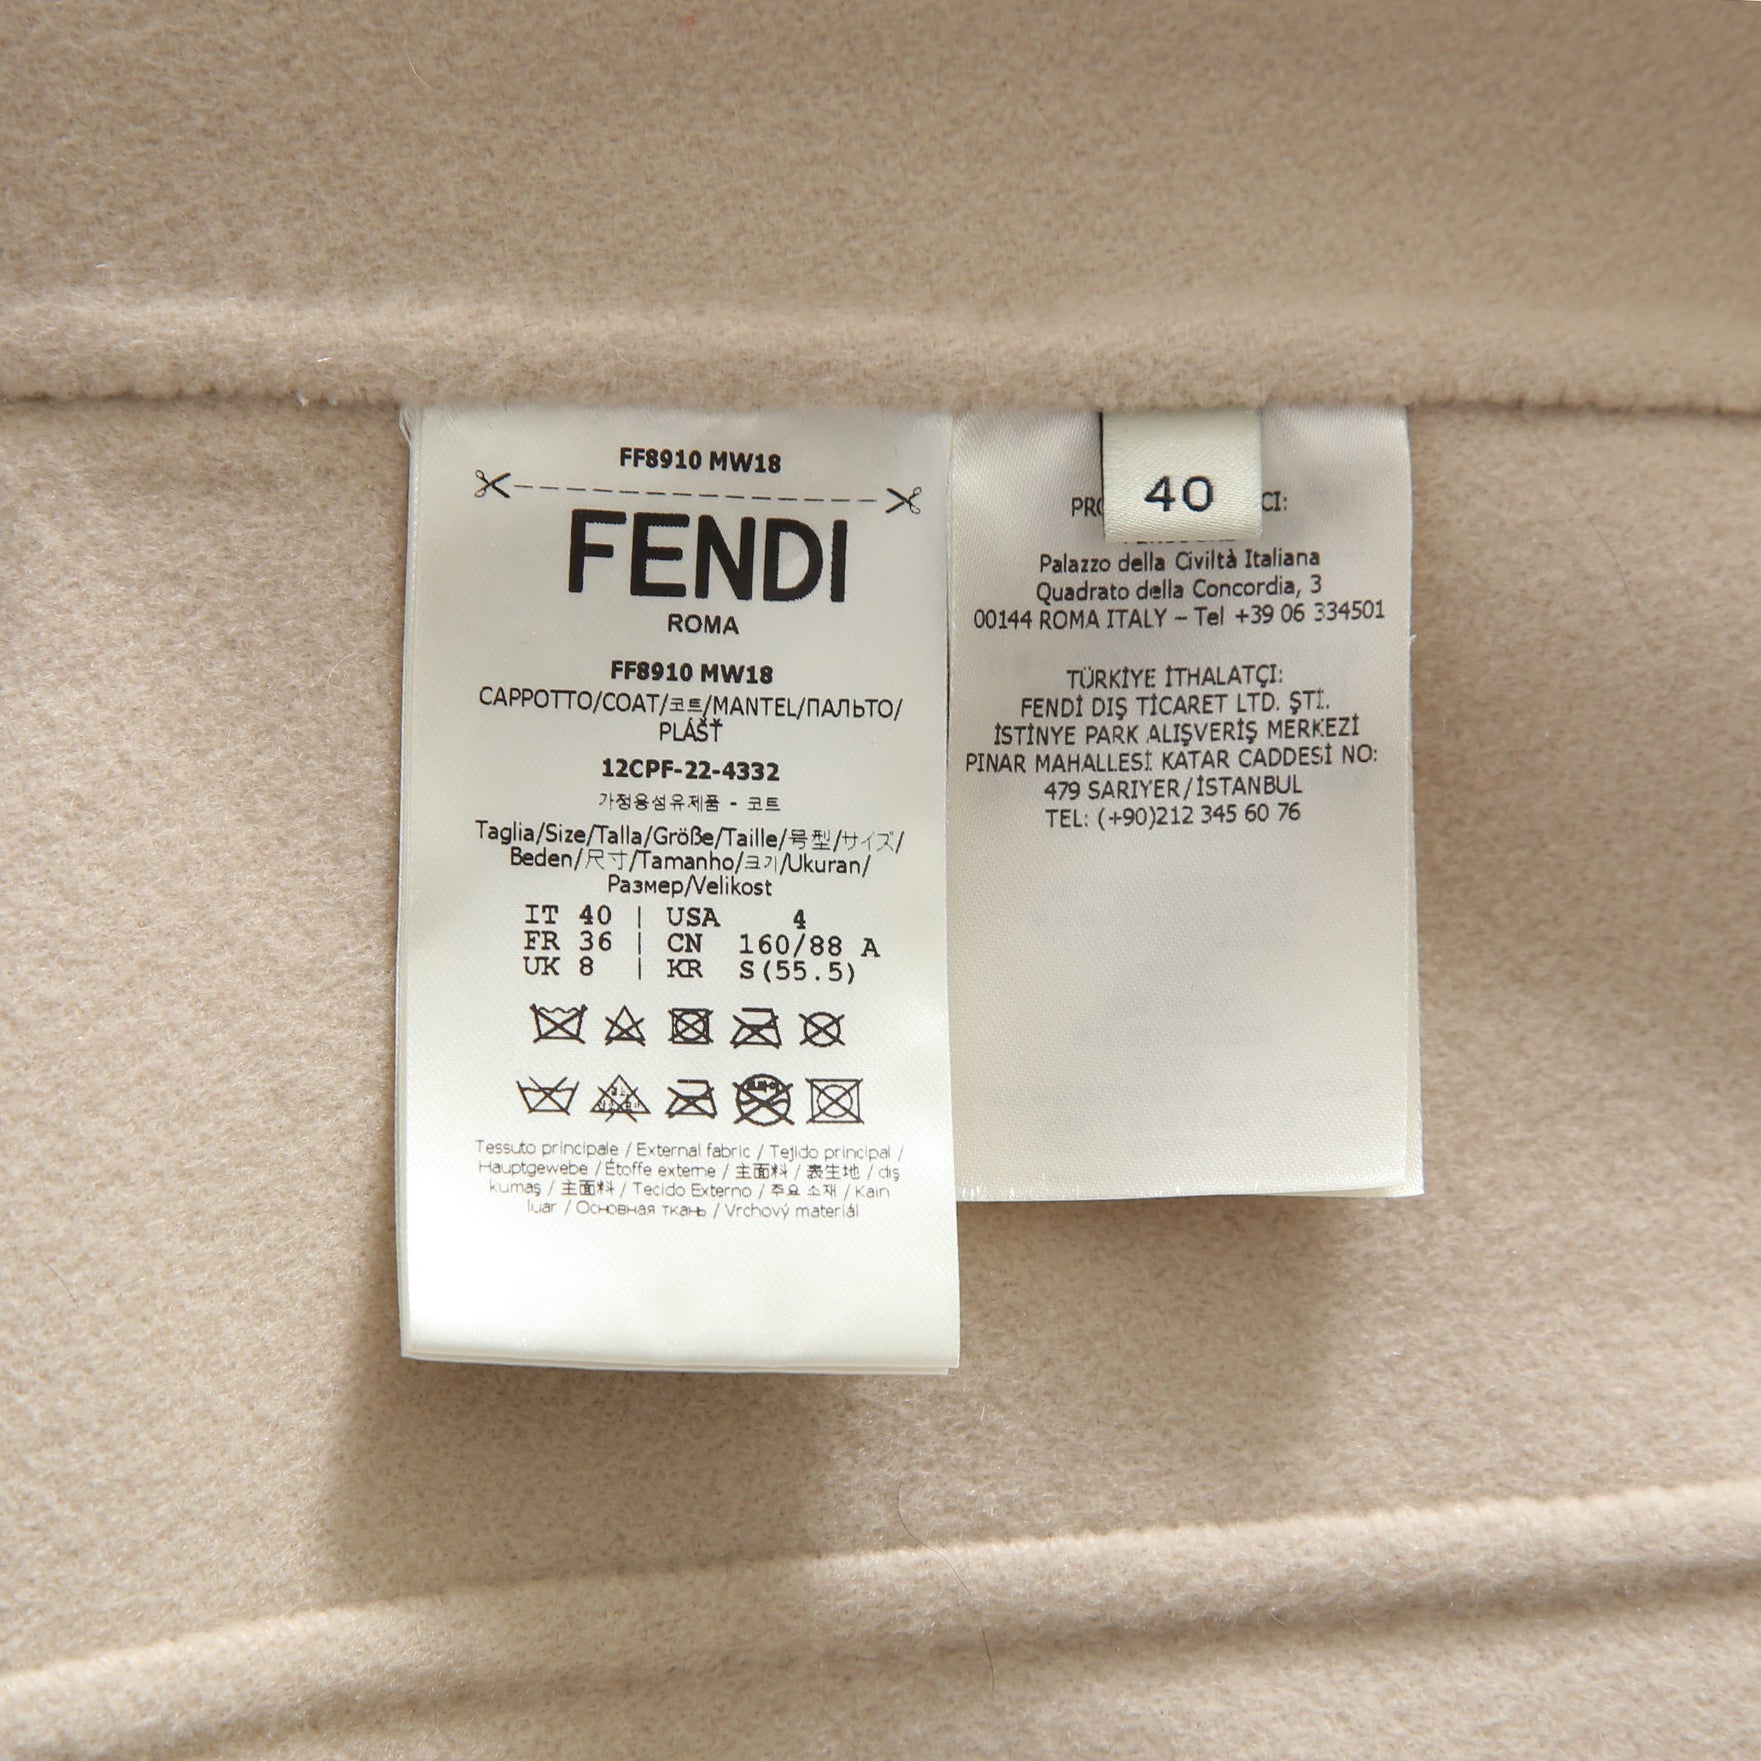 FF8910 MW18
FENDI
ROMA
FF8910 MW18
CAPPOTTO/COAT/코트/MANTEL/ПАЛЬТО/
PLÁŠŤ
12CPF-22-4332
가정용섬유제품 - 코트
Taglia/Size/Talla/Größe/Taille/号型/サイズ/
Beden/尺寸/Tamanho/크기/Ukuran/
Размер/Velikost
IT 40 | USA 4
FR 36 | CN 160/88 A
UK 8 | KR S(55.5)
Tessuto principale / External fabric / Tejido principal /
Hauptgewebe / Étoffe externe / 主面料 / 表生地 / dış
kumaş / 主面料 / Tecido Externo / 주요 소재 / Kain
luar / Основная ткань / Vrchový materiál
40
Palazzo della Civiltà Italiana
Quadrato della Concordia, 3
00144 ROMA ITALY – Tel +39 06 334501
TÜRKİYE İTHALATÇI:
FENDİ DIŞ TİCARET LTD. ŞTİ.
İSTİNYE PARK ALIŞVERİŞ MERKEZİ
PINAR MAHALLESİ KATAR CADDESİ NO:
479 SARIYER/İSTANBUL
TEL: (+90)212 345 60 76